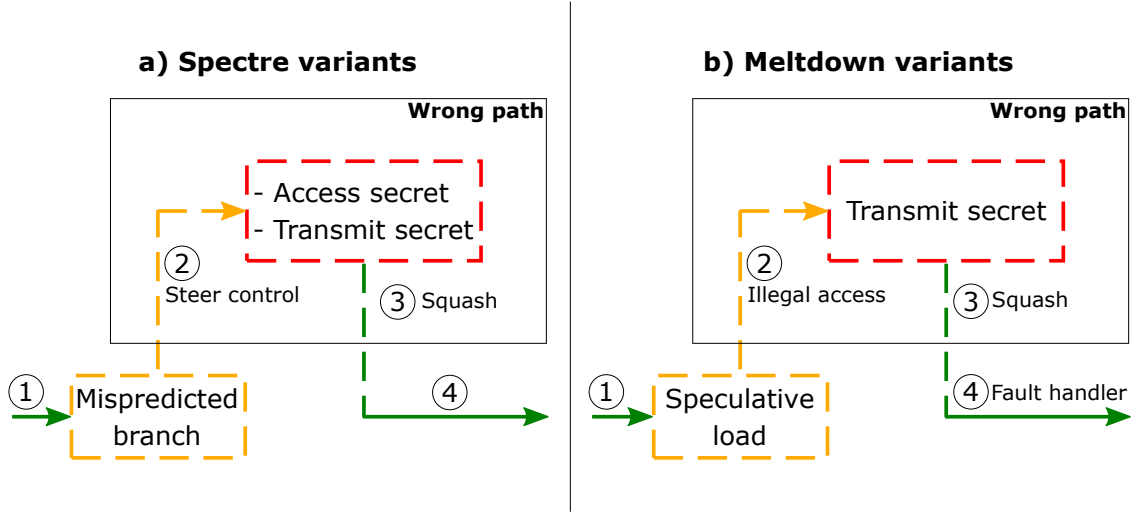 a) Spectre variants
Wrong path
- Access secret
- Transmit secret
2
Steer control
3 Squash
1
Mispredicted
branch
4
b) Meltdown variants
Wrong path
Transmit secret
2
Illegal access
3 Squash
1
Speculative
load
4 Fault handler